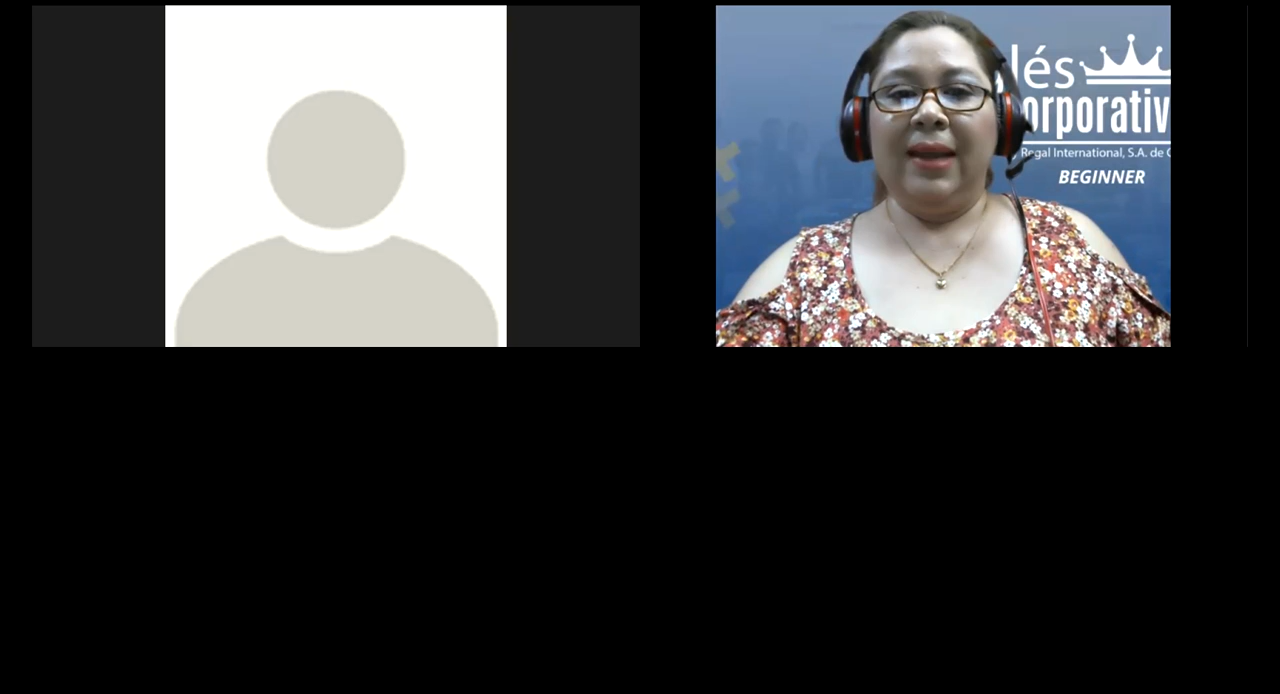 lés
orporativ
Regal International, S.A. de C
BEGINNER